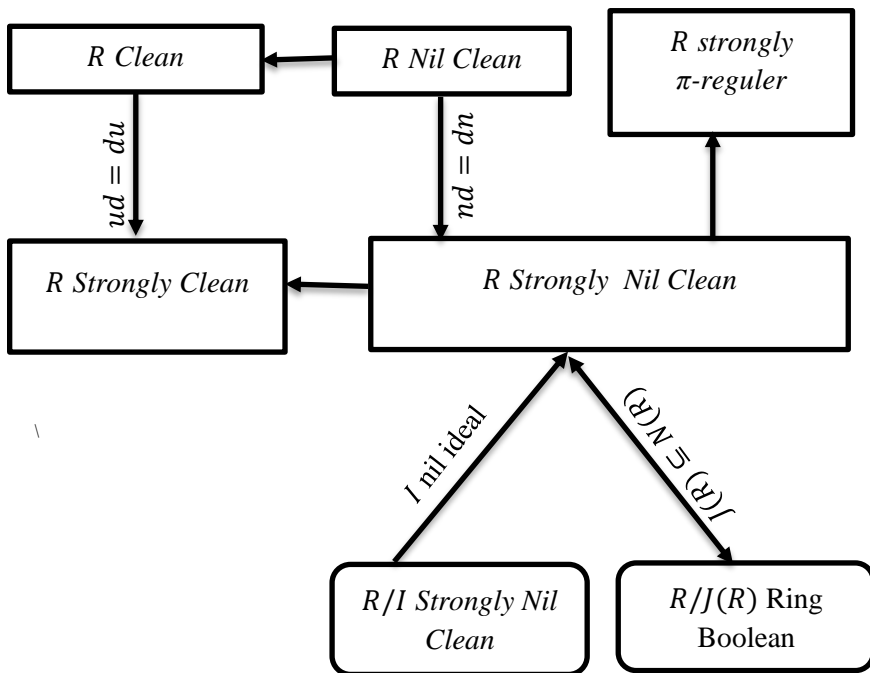 R Clean
R Nil Clean
R strongly
π-reguler
ud = du
nd = dn
R Strongly Clean
R Strongly Nil Clean
\
I nil ideal
J(R) ⊆ N(R)
R/I Strongly Nil
Clean
R/J(R) Ring
Boolean